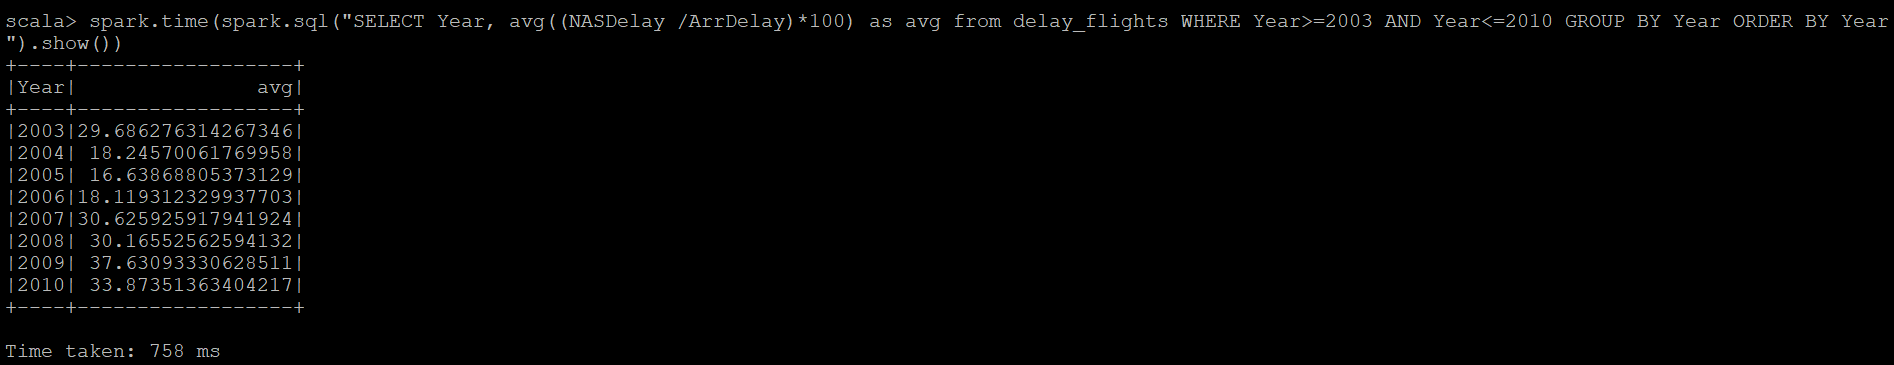 scala> spark.time(spark.sql("SELECT Year, avg((NASDelay /ArrDelay)*100) as avg from delay_flights WHERE Year>=2003 AND Year<=2010 GROUP BY Year ORDER BY Year
").show())
+----+------------------+
|Year|               avg|
+----+------------------+
|2003|29.686276314267346|
|2004| 18.24570061769958|
|2005| 16.63868805373129|
|2006|18.119312329937703|
|2007|30.625925917941924|
|2008| 30.16552562594132|
|2009| 37.63093330628511|
|2010| 33.87351363404217|
+----+------------------+
Time taken: 758 ms